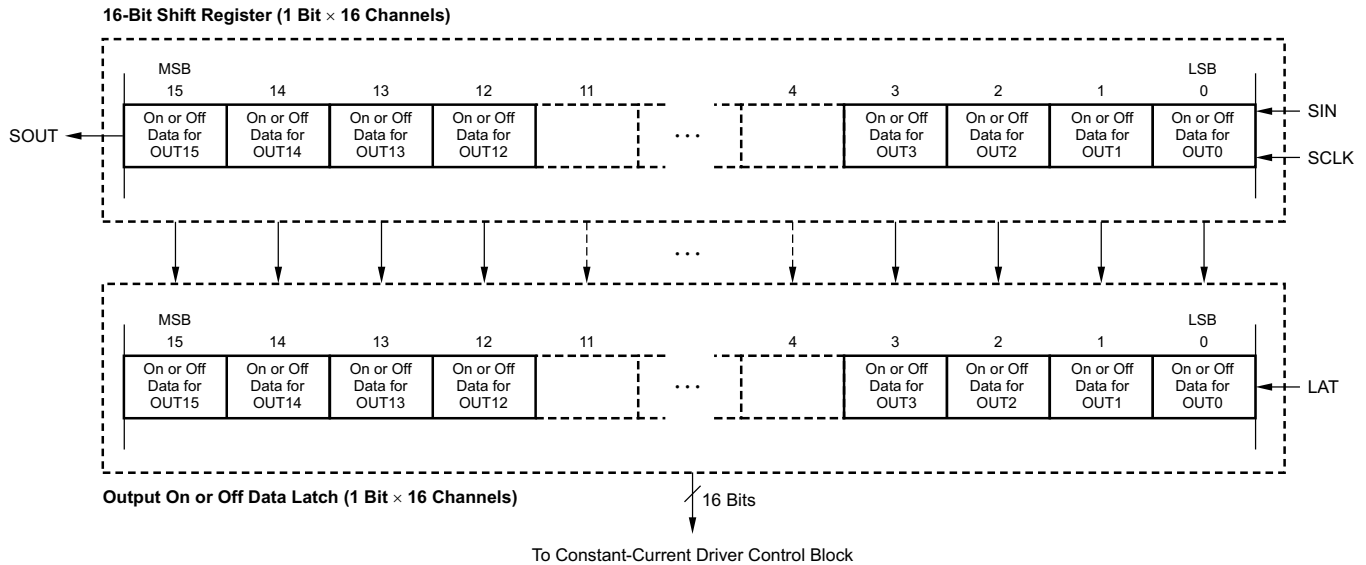 16-Bit Shift Register (1 Bit × 16 Channels)
MSB LSB
15 14 13 12 11 4 3 2 1 0
On or Off On or Off On or Off On or Off On or Off On or Off On or Off On or Off
Data for Data for Data for Data for ... Data for Data for Data for Data for
OUT15 OUT14 OUT13 OUT12 OUT3 OUT2 OUT1 OUT0
SIN
SOUT
SCLK
...
MSB LSB
15 14 13 12 11 4 3 2 1 0
On or Off On or Off On or Off On or Off On or Off On or Off On or Off On or Off
Data for Data for Data for Data for ... Data for Data for Data for Data for
OUT15 OUT14 OUT13 OUT12 OUT3 OUT2 OUT1 OUT0
LAT
Output On or Off Data Latch (1 Bit × 16 Channels)
16 Bits
To Constant-Current Driver Control Block